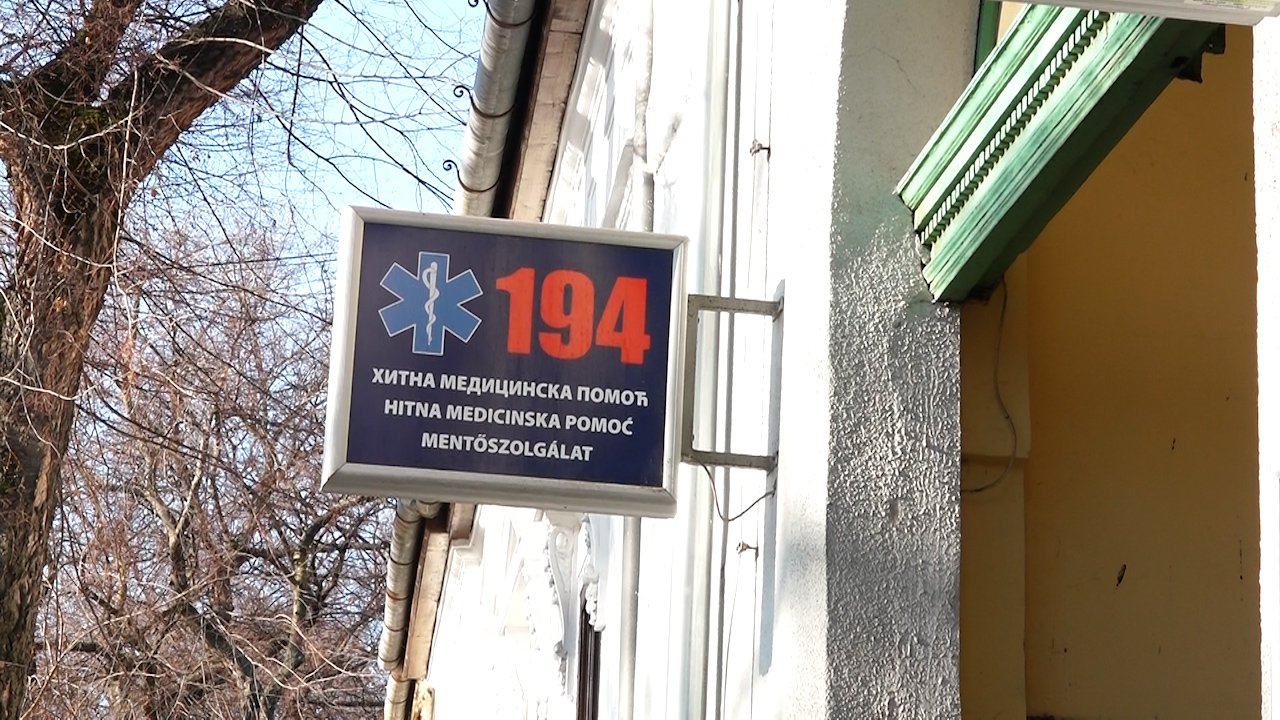 194
ХИТНА МЕДИЦИНСКА ПОМОЋ
HITNA MEDICINSKA POMOĆ
MENTŐSZOLGÁLAT